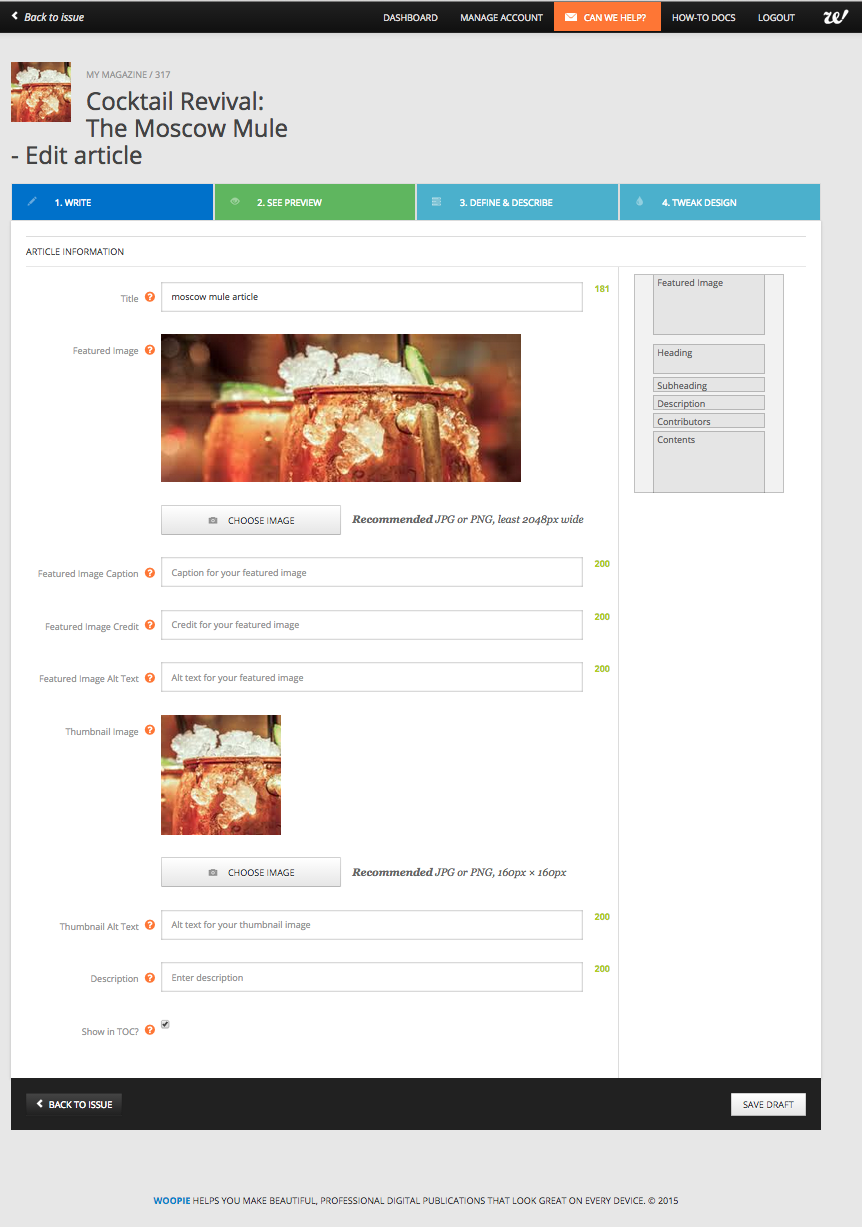 Back to issue
DASHBOARD
MANAGE ACCOUNT
CAN WE HELP?
HOW-TO DOCS
LOGOUT
w!
MY MAGAZINE / 317
Cocktail Revival:
The Moscow Mule
- Edit article
1. WRITE
2. SEE PREVIEW
3. DEFINE & DESCRIBE
4. TWEAK DESIGN
ARTICLE INFORMATION
Title ?
moscow mule article
181
Featured Image ?
CHOOSE IMAGE
Recommended JPG or PNG, least 2048px wide
Featured Image Caption ?
Caption for your featured image
200
Featured Image Credit ?
Credit for your featured image
200
Featured Image Alt Text ?
Alt text for your featured image
200
Thumbnail Image ?
CHOOSE IMAGE
Recommended JPG or PNG, 160px × 160px
Thumbnail Alt Text ?
Alt text for your thumbnail image
200
Description ?
Enter description
200
Show in TOC? ?
Featured Image
Heading
Subheading
Description
Contributors
Contents
BACK TO ISSUE
SAVE DRAFT
WOOPIE HELPS YOU MAKE BEAUTIFUL, PROFESSIONAL DIGITAL PUBLICATIONS THAT LOOK GREAT ON EVERY DEVICE. © 2015